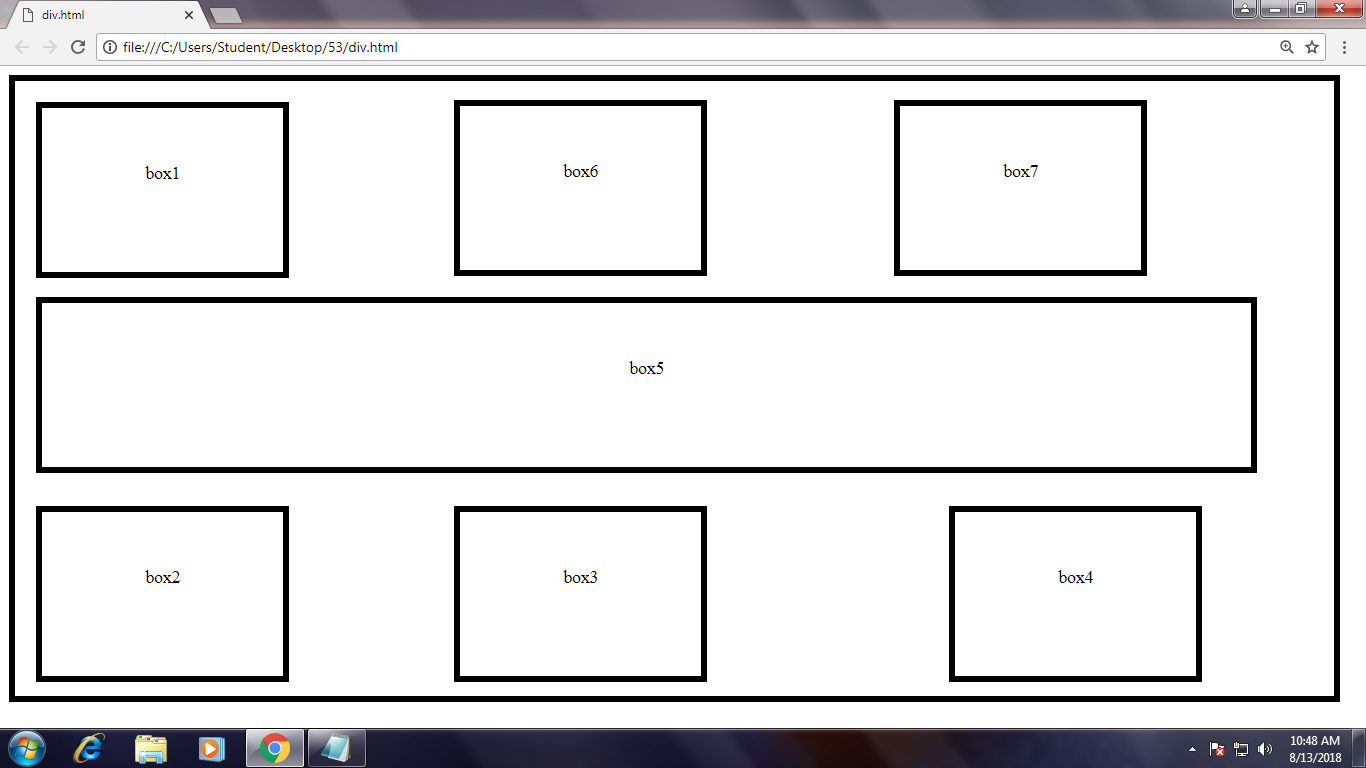 div.html
file:///C:/Users/Student/Desktop/53/div.html
box1
box6
box7
box5
box2
box3
box4
10:48 AM
8/13/2018